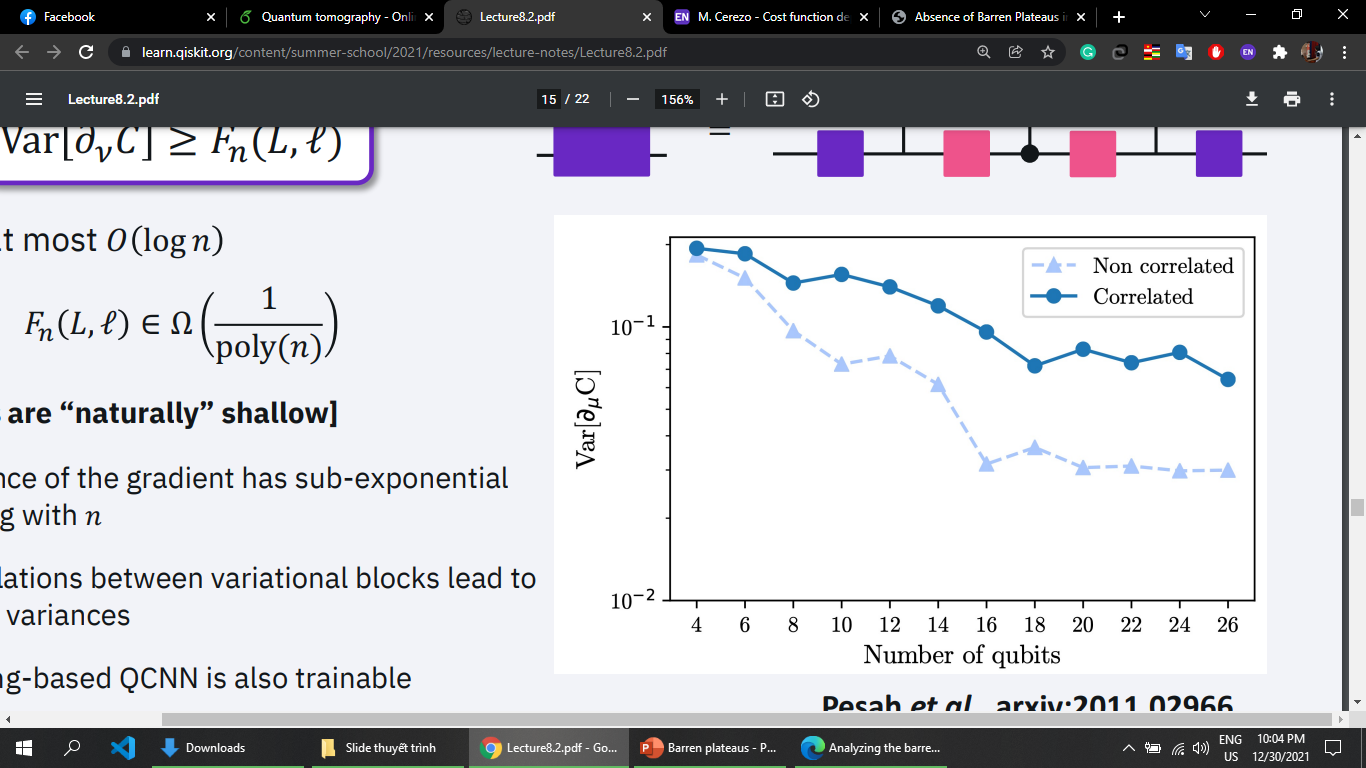 Facebook
Quantum tomography - Onli
Lecture8.2.pdf
EN M. Cerezo - Cost function de
Absence of Barren Plateaus i
learn.qiskit.org/content/summer-school/2021/resources/lecture-notes/Lecture8.2.pdf
EN
Lecture8.2.pdf
15 / 22
156%
Var[∂νC] ≥ Fn(L, ℓ)
=
t most O(log n)
Fn(L, ℓ) ∈ Ω(1/poly(n))
are “naturally” shallow]
nce of the gradient has sub-exponential
g with n
lations between variational blocks lead to
variances
ng-based QCNN is also trainable
Non correlated
Correlated
10⁻¹
Var[∂μC]
10⁻²
4 6 8 10 12 14 16 18 20 22 24 26
Number of qubits
Pesah et al., arxiv:2011.02966
Downloads
Slide thuyết trình
Lecture8.2.pdf - Go...
Barren plateaus - P...
Analyzing the barre...
ENG
US
10:04 PM
12/30/2021